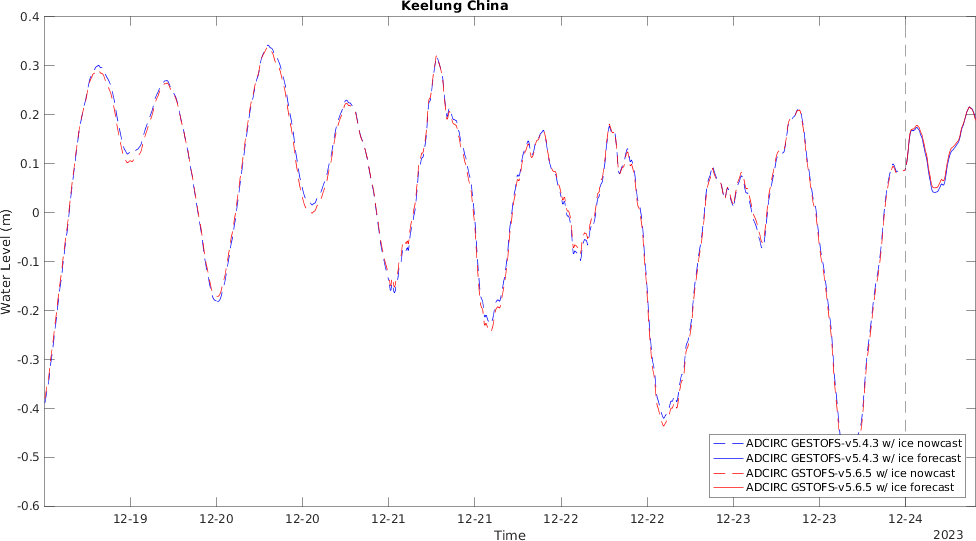 Keelung China
0.4
0.3
0.2
0.1
0
-0.1
-0.2
-0.3
-0.4
-0.5
-0.6
Water Level (m)
ADCIRC GESTOFS-v5.4.3 w/ ice nowcast
ADCIRC GESTOFS-v5.4.3 w/ ice forecast
ADCIRC GSTOFS-v5.6.5 w/ ice nowcast
ADCIRC GSTOFS-v5.6.5 w/ ice forecast
12-19 12-20 12-20 12-21 12-21 12-22 12-22 12-23 12-23 12-24
Time
2023